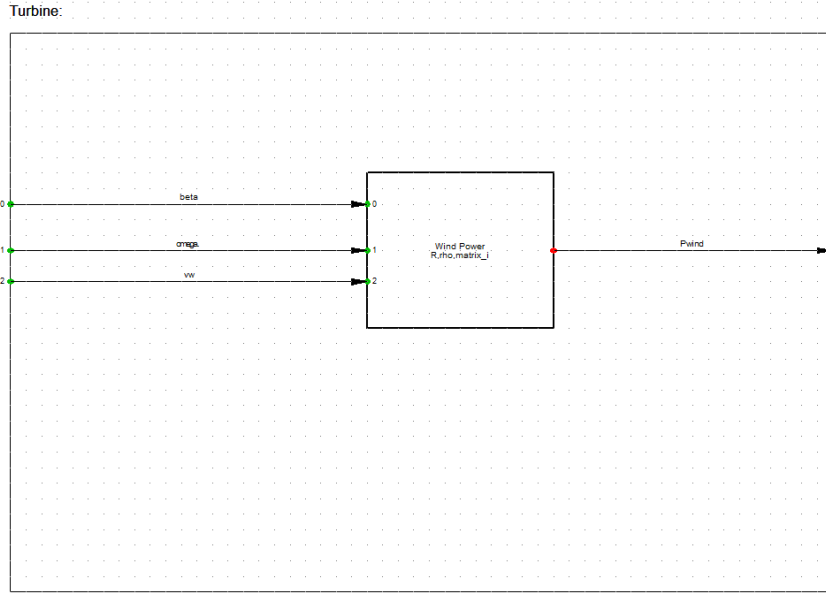 Turbine:
0 beta 0
1 omega. 1
2 vw 2
Wind Power
R,rho,matrix_i
Pwind